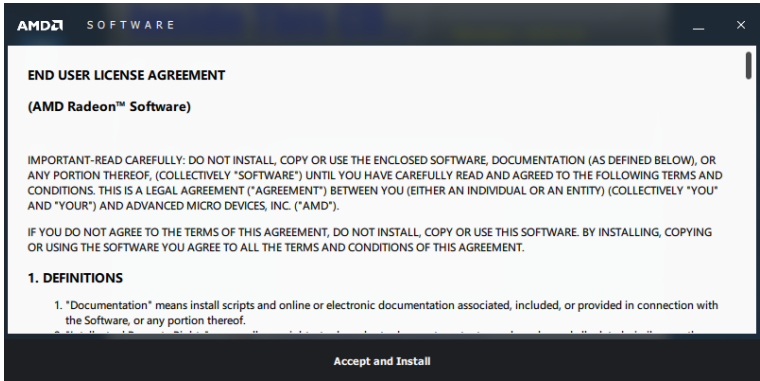 AMD SOFTWARE
END USER LICENSE AGREEMENT
(AMD Radeon™ Software)
IMPORTANT-READ CAREFULLY: DO NOT INSTALL, COPY OR USE THE ENCLOSED SOFTWARE, DOCUMENTATION (AS DEFINED BELOW), OR
ANY PORTION THEREOF, (COLLECTIVELY "SOFTWARE") UNTIL YOU HAVE CAREFULLY READ AND AGREED TO THE FOLLOWING TERMS AND
CONDITIONS. THIS IS A LEGAL AGREEMENT ("AGREEMENT") BETWEEN YOU (EITHER AN INDIVIDUAL OR AN ENTITY) (COLLECTIVELY "YOU"
AND "YOUR") AND ADVANCED MICRO DEVICES, INC. ("AMD").
IF YOU DO NOT AGREE TO THE TERMS OF THIS AGREEMENT, DO NOT INSTALL, COPY OR USE THIS SOFTWARE. BY INSTALLING, COPYING
OR USING THE SOFTWARE YOU AGREE TO ALL THE TERMS AND CONDITIONS OF THIS AGREEMENT.
1. DEFINITIONS
1. "Documentation" means install scripts and online or electronic documentation associated, included, or provided in connection with
the Software, or any portion thereof.
Accept and Install